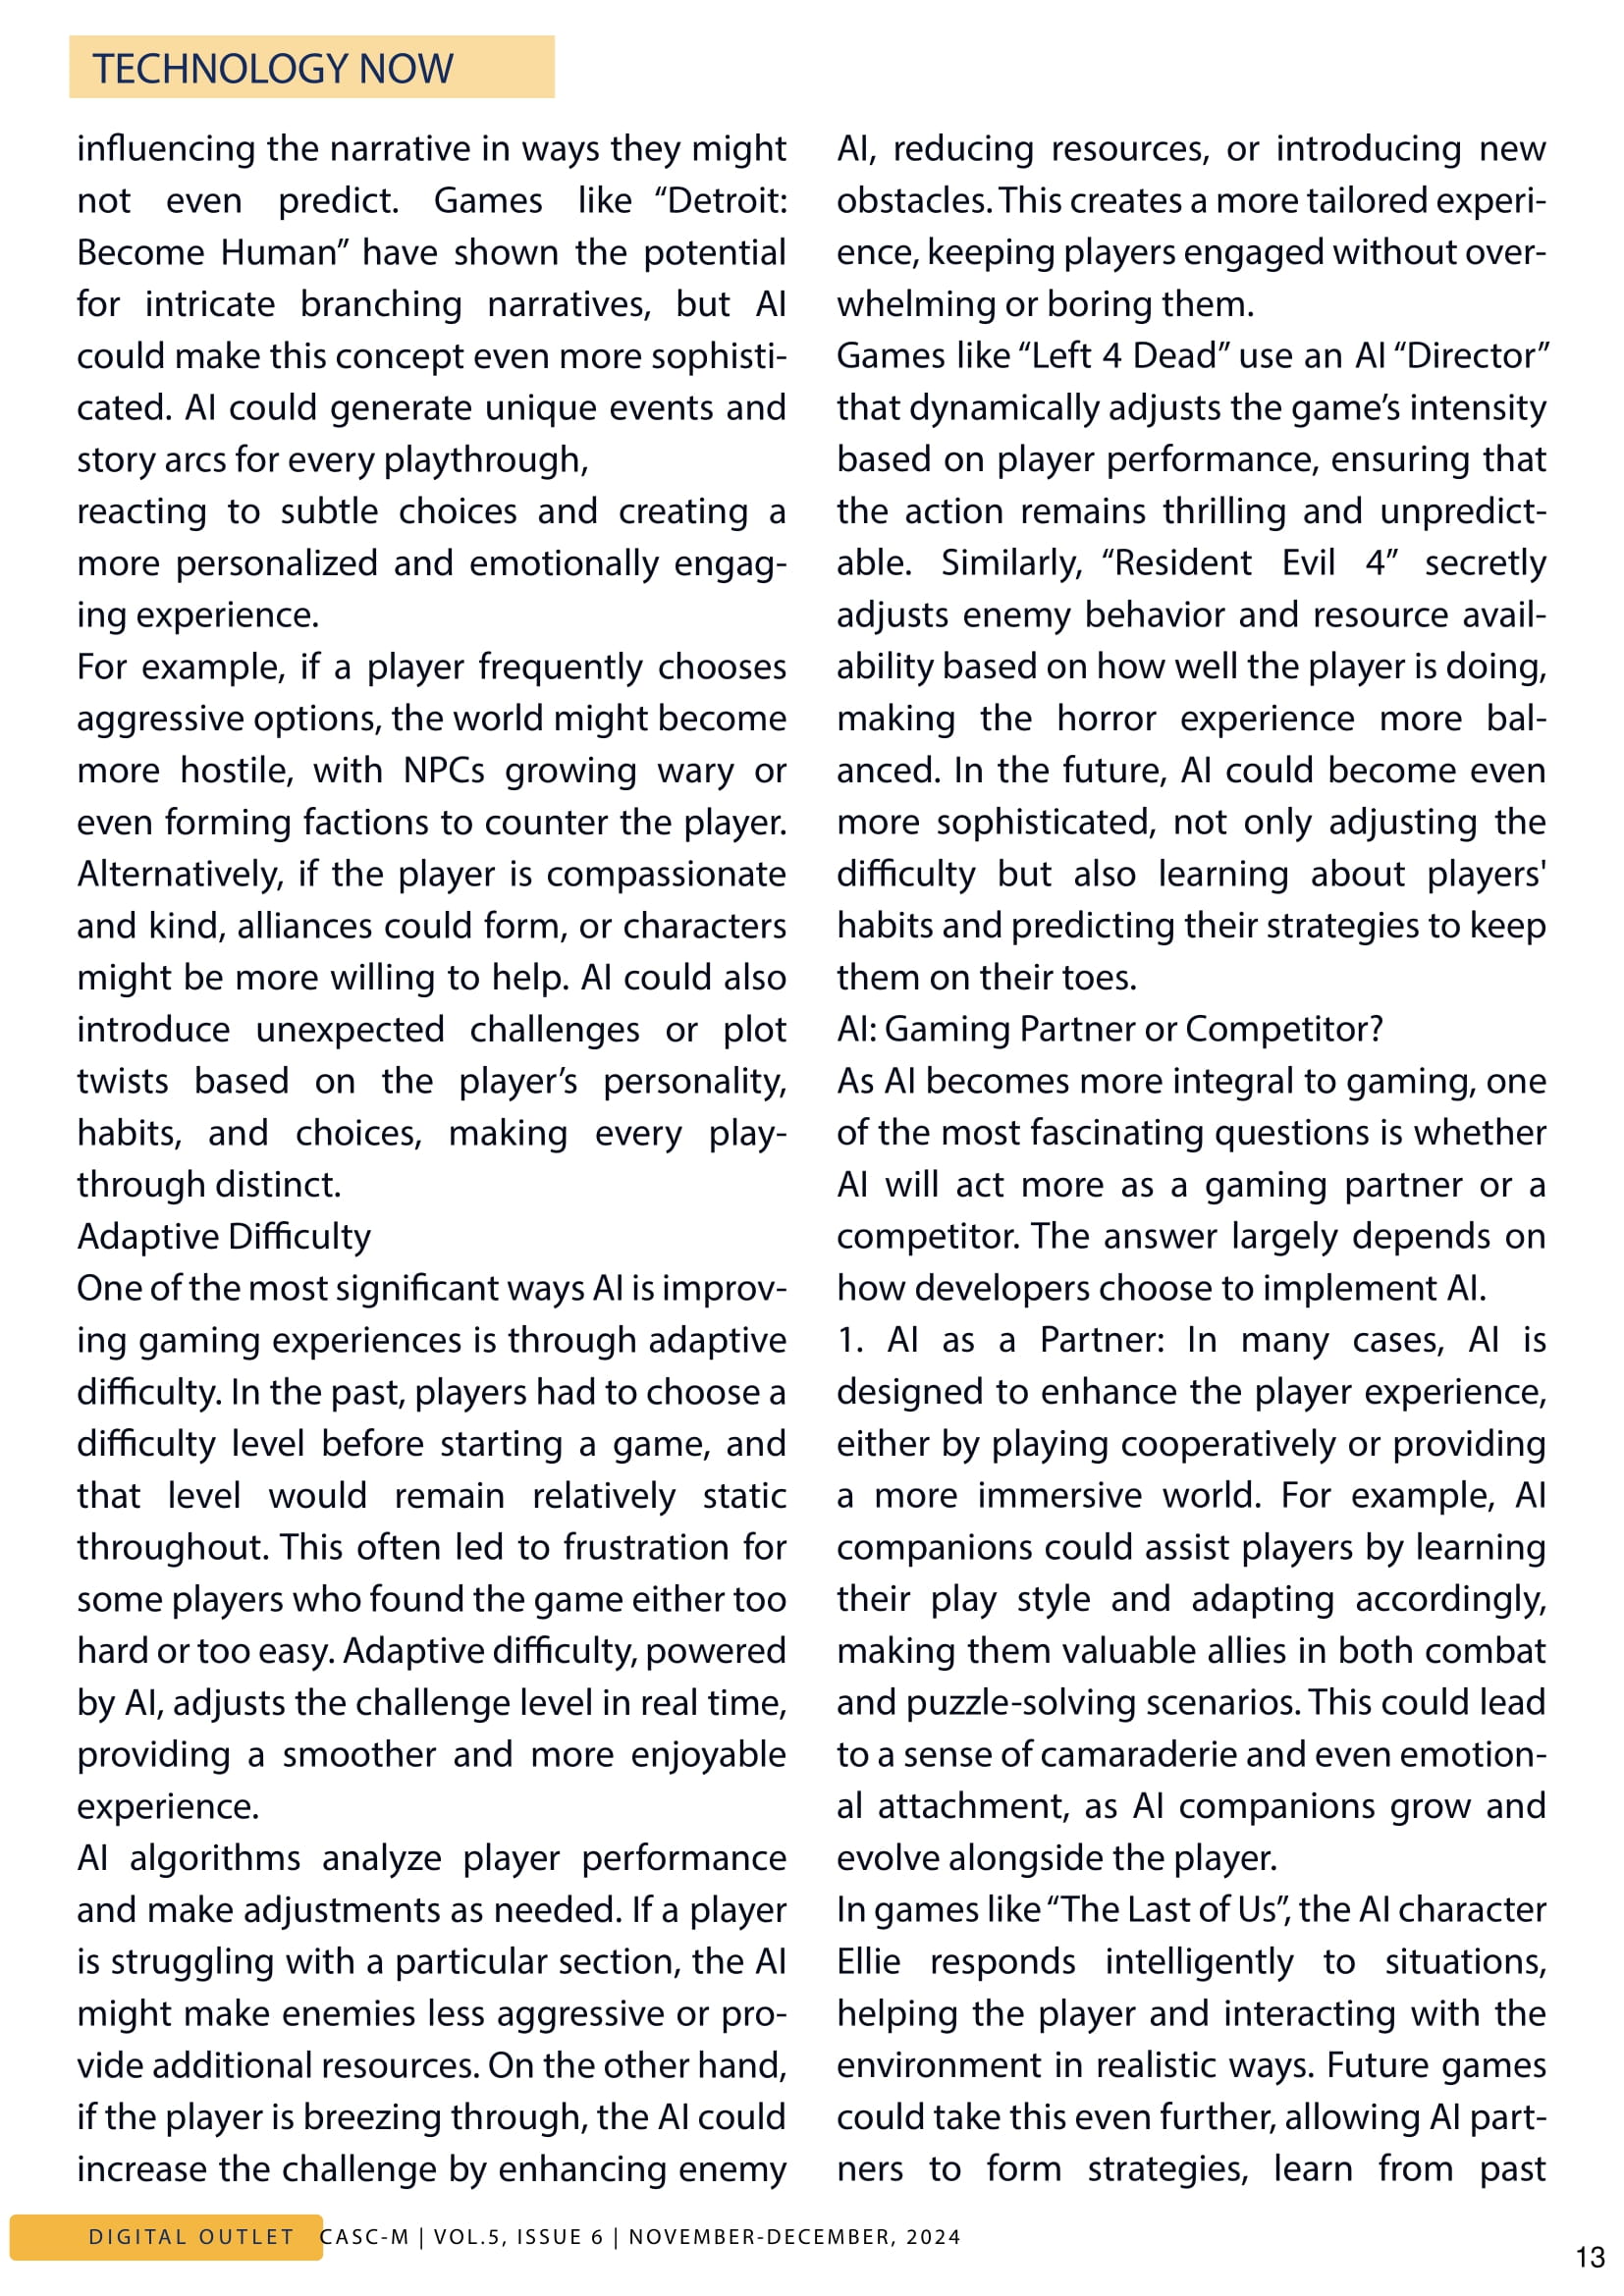 TECHNOLOGY NOW
influencing the narrative in ways they might
not even predict. Games like “Detroit:
Become Human” have shown the potential
for intricate branching narratives, but AI
could make this concept even more sophisti-
cated. AI could generate unique events and
story arcs for every playthrough,
reacting to subtle choices and creating a
more personalized and emotionally engag-
ing experience.
For example, if a player frequently chooses
aggressive options, the world might become
more hostile, with NPCs growing wary or
even forming factions to counter the player.
Alternatively, if the player is compassionate
and kind, alliances could form, or characters
might be more willing to help. AI could also
introduce unexpected challenges or plot
twists based on the player’s personality,
habits, and choices, making every play-
through distinct.
Adaptive Difficulty
One of the most significant ways AI is improv-
ing gaming experiences is through adaptive
difficulty. In the past, players had to choose a
difficulty level before starting a game, and
that level would remain relatively static
throughout. This often led to frustration for
some players who found the game either too
hard or too easy. Adaptive difficulty, powered
by AI, adjusts the challenge level in real time,
providing a smoother and more enjoyable
experience.
AI algorithms analyze player performance
and make adjustments as needed. If a player
is struggling with a particular section, the AI
might make enemies less aggressive or pro-
vide additional resources. On the other hand,
if the player is breezing through, the AI could
increase the challenge by enhancing enemy
AI, reducing resources, or introducing new
obstacles. This creates a more tailored experi-
ence, keeping players engaged without over-
whelming or boring them.
Games like “Left 4 Dead” use an AI “Director”
that dynamically adjusts the game’s intensity
based on player performance, ensuring that
the action remains thrilling and unpredict-
able. Similarly, “Resident Evil 4” secretly
adjusts enemy behavior and resource avail-
ability based on how well the player is doing,
making the horror experience more bal-
anced. In the future, AI could become even
more sophisticated, not only adjusting the
difficulty but also learning about players'
habits and predicting their strategies to keep
them on their toes.
AI: Gaming Partner or Competitor?
As AI becomes more integral to gaming, one
of the most fascinating questions is whether
AI will act more as a gaming partner or a
competitor. The answer largely depends on
how developers choose to implement AI.
1. AI as a Partner: In many cases, AI is
designed to enhance the player experience,
either by playing cooperatively or providing
a more immersive world. For example, AI
companions could assist players by learning
their play style and adapting accordingly,
making them valuable allies in both combat
and puzzle-solving scenarios. This could lead
to a sense of camaraderie and even emotion-
al attachment, as AI companions grow and
evolve alongside the player.
In games like “The Last of Us”, the AI character
Ellie responds intelligently to situations,
helping the player and interacting with the
environment in realistic ways. Future games
could take this even further, allowing AI part-
ners to form strategies, learn from past
DIGITAL OUTLET CASC-M | VOL.5, ISSUE 6 | NOVEMBER-DECEMBER, 2024
13